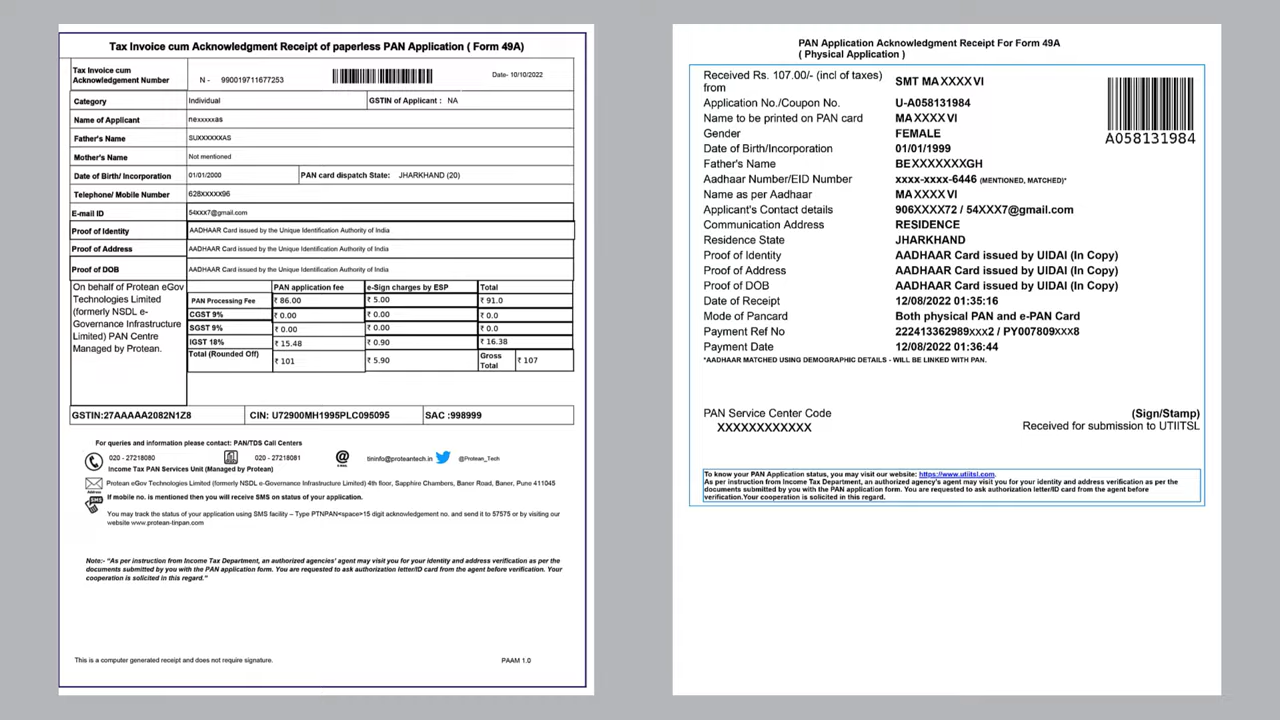 Tax Invoice cum Acknowledgment Receipt of paperless PAN Application ( Form 49A)
Tax Invoice cum
Acknowledgement Number N - 990019711677253 Date- 10/10/2022
Category Individual GSTIN of Applicant : NA
Name of Applicant nexxxxxas
Father's Name SUXXXXXXAS
Mother's Name Not mentioned
Date of Birth/ Incorporation 01/01/2000 PAN card dispatch State: JHARKHAND (20)
Telephone/ Mobile Number 628XXXXX96
E-mail ID 54XXX7@gmail.com
Proof of Identity AADHAAR Card issued by the Unique Identification Authority of India
Proof of Address AADHAAR Card issued by the Unique Identification Authority of India
Proof of DOB AADHAAR Card issued by the Unique Identification Authority of India
On behalf of Protean eGov
Technologies Limited
(formerly NSDL e-
Governance Infrastructure
Limited) PAN Centre
Managed by Protean.
PAN application fee e-Sign charges by ESP Total
PAN Processing Fee ₹ 86.00 ₹ 5.00 ₹ 91.0
CGST 9% ₹ 0.00 ₹ 0.00 ₹ 0.0
SGST 9% ₹ 0.00 ₹ 0.00 ₹ 0.0
IGST 18% ₹ 15.48 ₹ 0.90 ₹ 16.38
Total (Rounded Off) ₹ 101 ₹ 5.90 Gross Total ₹ 107
GSTIN:27AAAAA2082N1Z8 CIN: U72900MH1995PLC095095 SAC :998999
For queries and information please contact: PAN/TDS Call Centers
020 - 27218080 020 - 27218081 tininfo@proteantech.in @Protean_Tech
Income Tax PAN Services Unit (Managed by Protean)
Protean eGov Technologies Limited (formerly NSDL e-Governance Infrastructure Limited) 4th floor, Sapphire Chambers, Baner Road, Baner, Pune 411045
Address
If mobile no. is mentioned then you will receive SMS on status of your application.
SMS
You may track the status of your application using SMS facility – Type PTNPAN<space>15 digit acknowledgement no. and send it to 57575 or by visiting our
website www.protean-tinpan.com
Note:- "As per instruction from Income Tax Department, an authorized agencies' agent may visit you for your identity and address verification as per the
documents submitted by you with the PAN application form. You are requested to ask authorization letter/ID card from the agent before verification. Your
cooperation is solicited in this regard."
This is a computer generated receipt and does not require signature. PAAM 1.0
PAN Application Acknowledgment Receipt For Form 49A
( Physical Application )
Received Rs. 107.00/- (incl of taxes)
from SMT MAXXXXVI
Application No./Coupon No. U-A058131984
Name to be printed on PAN card MAXXXXVI
Gender FEMALE
A058131984
Date of Birth/Incorporation 01/01/1999
Father's Name BEXXXXXXXGH
Aadhaar Number/EID Number xxxx-xxxx-6446 (MENTIONED, MATCHED)*
Name as per Aadhaar MAXXXXVI
Applicant's Contact details 906XXXX72 / 54XXX7@gmail.com
Communication Address RESIDENCE
Residence State JHARKHAND
Proof of Identity AADHAAR Card issued by UIDAI (In Copy)
Proof of Address AADHAAR Card issued by UIDAI (In Copy)
Proof of DOB AADHAAR Card issued by UIDAI (In Copy)
Date of Receipt 12/08/2022 01:35:16
Mode of Pancard Both physical PAN and e-PAN Card
Payment Ref No 222413362989xxx2 / PY007809xxx8
Payment Date 12/08/2022 01:36:44
*AADHAAR MATCHED USING DEMOGRAPHIC DETAILS - WILL BE LINKED WITH PAN.
PAN Service Center Code (Sign/Stamp)
XXXXXXXXXXXX Received for submission to UTIITSL
To know your PAN Application status, you may visit our website: https://www.utiitsl.com.
As per instruction from Income Tax Department, an authorized agency's agent may visit you for your identity and address verification as per the
documents submitted by you with the PAN application form. You are requested to ask authorization letter/ID card from the agent before
verification.Your cooperation is solicited in this regard.